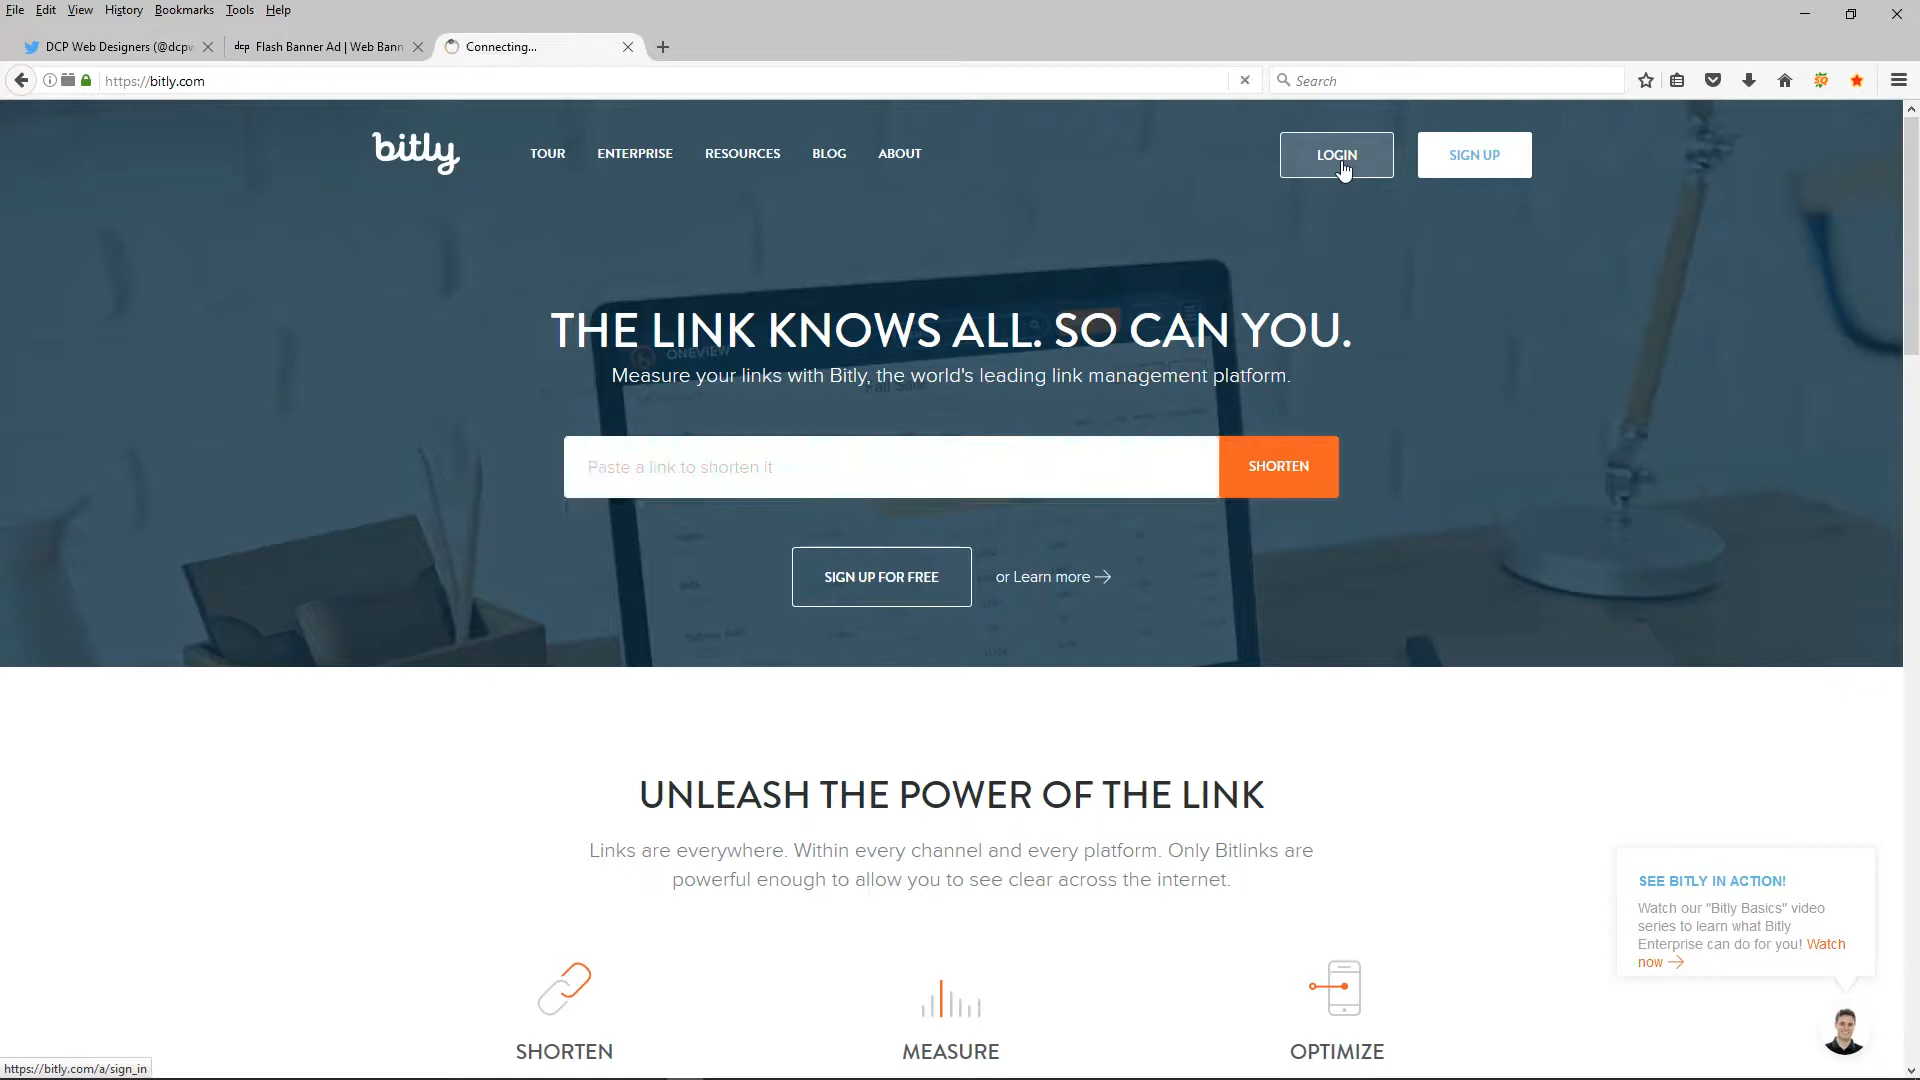 File Edit View History Bookmarks Tools Help
DCP Web Designers (@dcpw
dcp Flash Banner Ad | Web Bann
Connecting...
https://bitly.com
Search
bitly
TOUR ENTERPRISE RESOURCES BLOG ABOUT
LOGIN SIGN UP
THE LINK KNOWS ALL. SO CAN YOU.
ONEVIEW
Measure your links with Bitly, the world's leading link management platform.
Paste a link to shorten it SHORTEN
SIGN UP FOR FREE or Learn more
UNLEASH THE POWER OF THE LINK
Links are everywhere. Within every channel and every platform. Only Bitlinks are
powerful enough to allow you to see clear across the internet.
SEE BITLY IN ACTION!
Watch our "Bitly Basics" video
series to learn what Bitly
Enterprise can do for you! Watch
now
SHORTEN MEASURE OPTIMIZE
https://bitly.com/a/sign_in